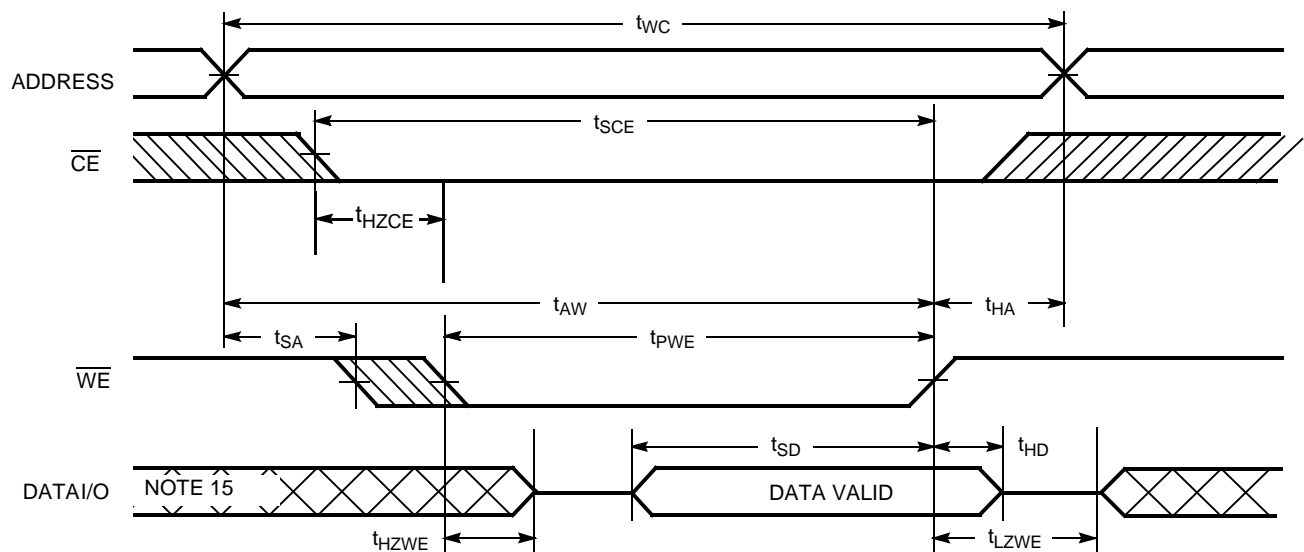 tWC
ADDRESS
tSCE
CE
tHZCE
tAW
tHA
tSA
tPWE
WE
tSD
tHD
DATAI/O
NOTE 15
DATA VALID
tHZWE
tLZWE